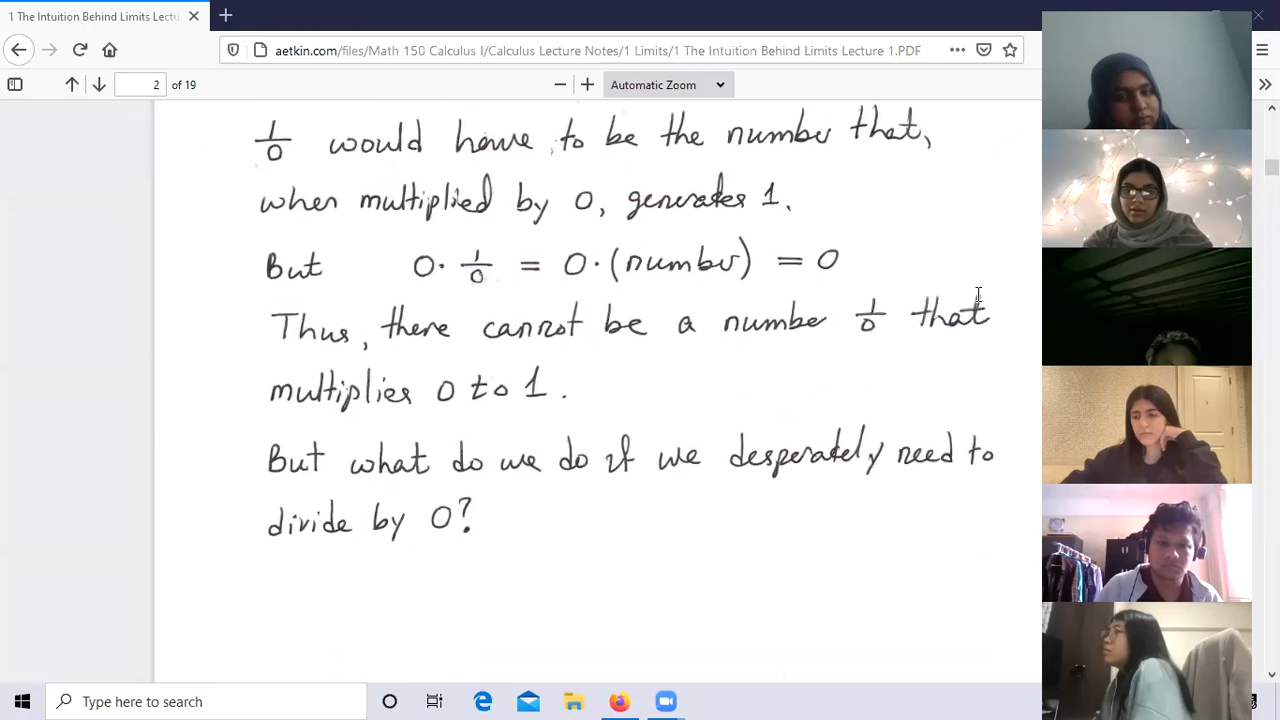 1 The Intuition Behind Limits Lectu
aetkin.com/files/Math 150 Calculus I/Calculus Lecture Notes/1 Limits/1 The Intuition Behind Limits Lecture 1.PDF
2 of 19
Automatic Zoom
1/0 would have to be the number that,
when multiplied by 0, generates 1.
But 0 · 1/0 = 0 · (number) = 0
Thus, there cannot be a number 1/0 that
multiplies 0 to 1.
But what do we do if we desperately need to
divide by 0?
Type here to search